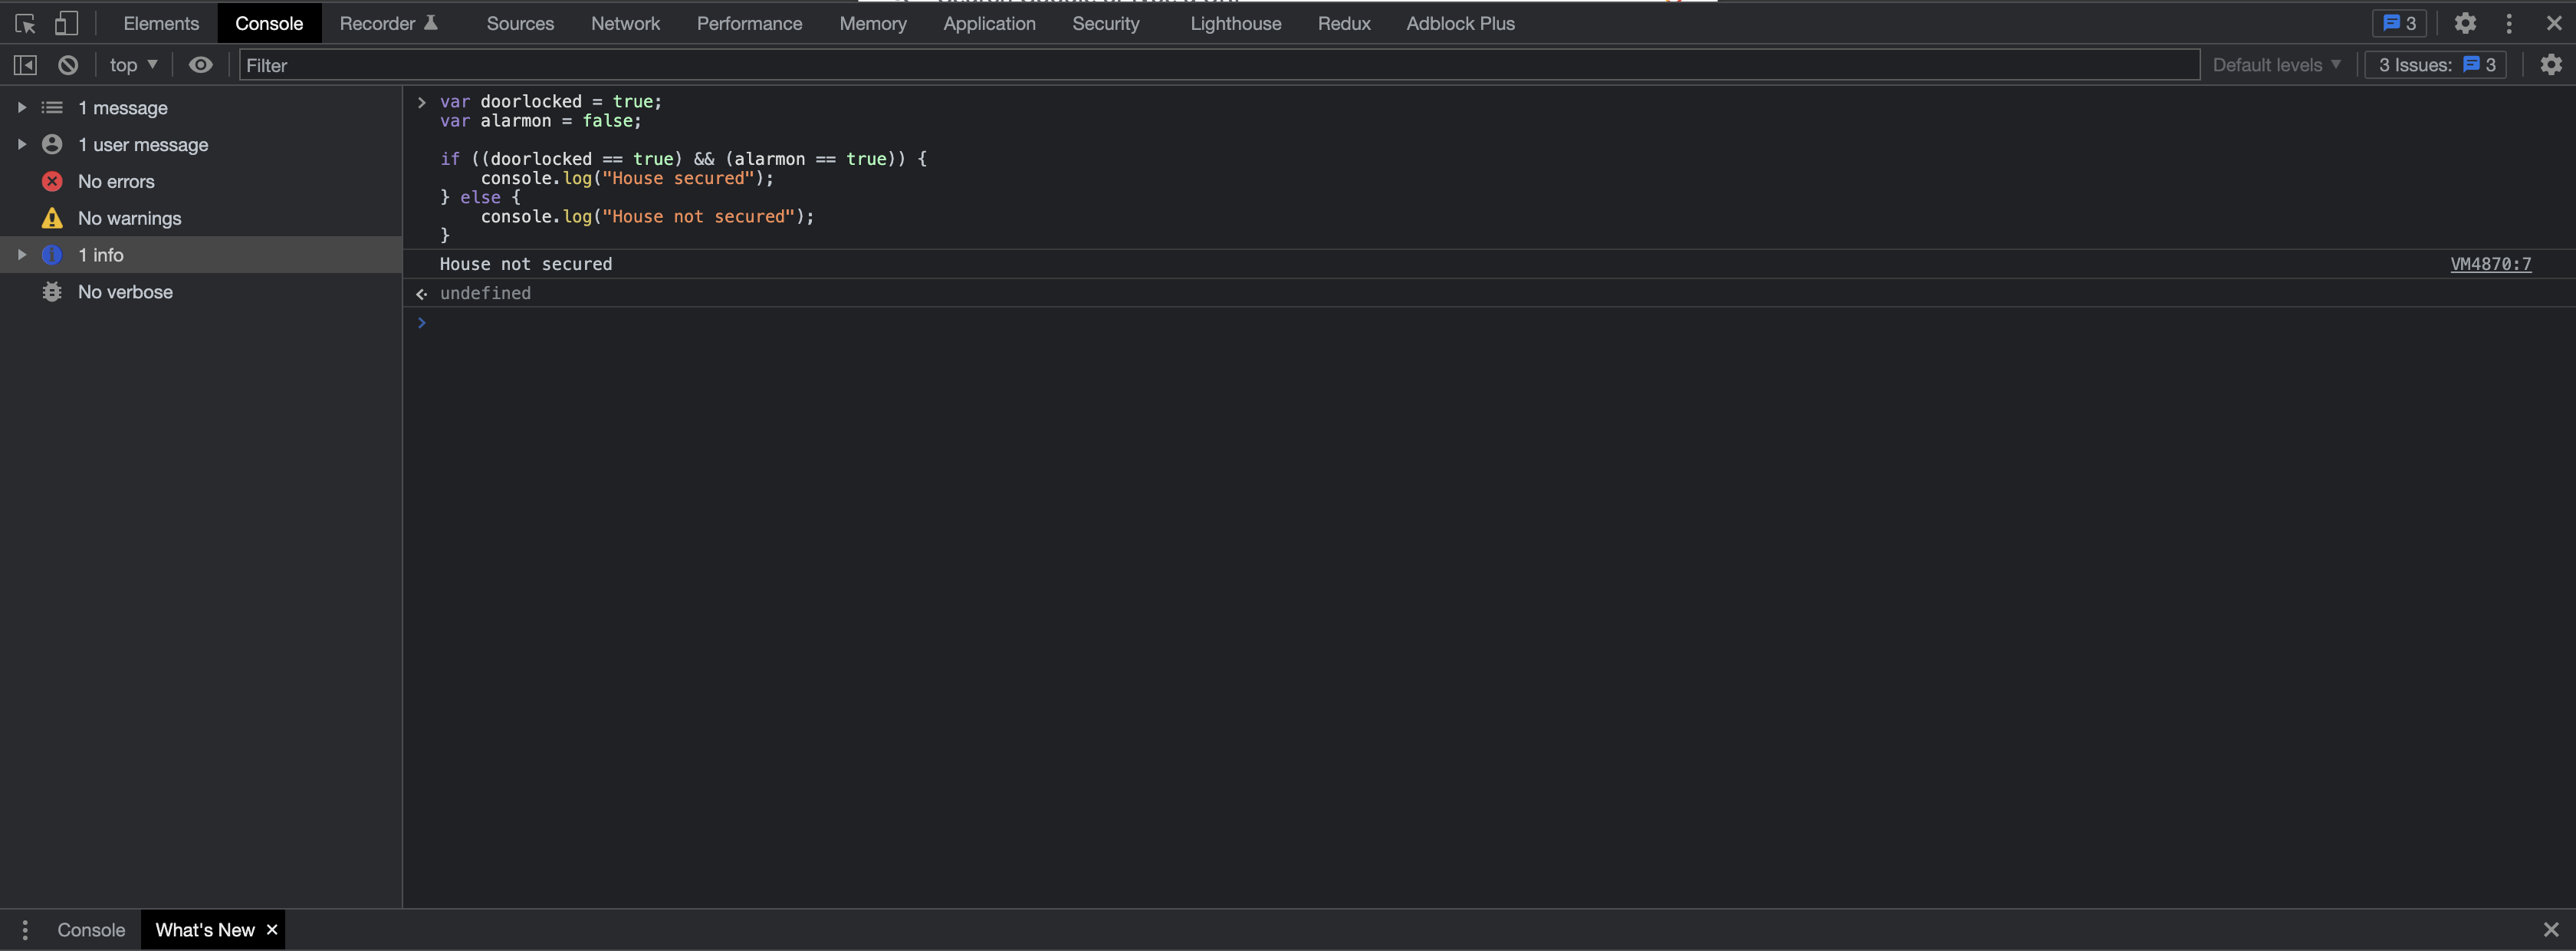 Elements Console Recorder Sources Network Performance Memory Application Security Lighthouse Redux Adblock Plus 3
top Filter Default levels 3 Issues: 3
1 message
1 user message
No errors
No warnings
1 info
No verbose
> var doorlocked = true;
var alarmon = false;
if ((doorlocked == true) && (alarmon == true)) {
    console.log("House secured");
} else {
    console.log("House not secured");
}
House not secured VM4870:7
undefined
>
Console What's New